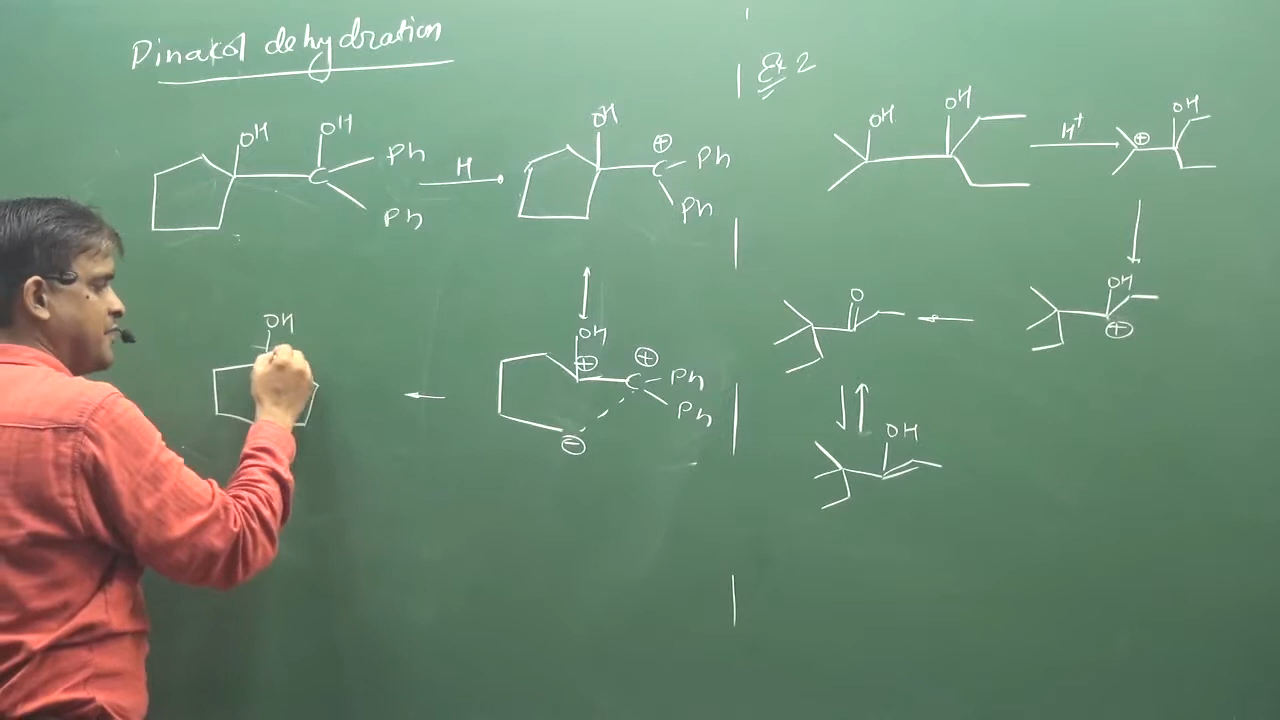 Pinakol dehydration
OH OH
C Ph
Ph
H
OH
⊕
C Ph
Ph
OH
⊕ ⊕
C Ph
Ph
⊖
OH
Ex 2
OH OH
H⁺
⊕ OH
OH
⊕
O
OH